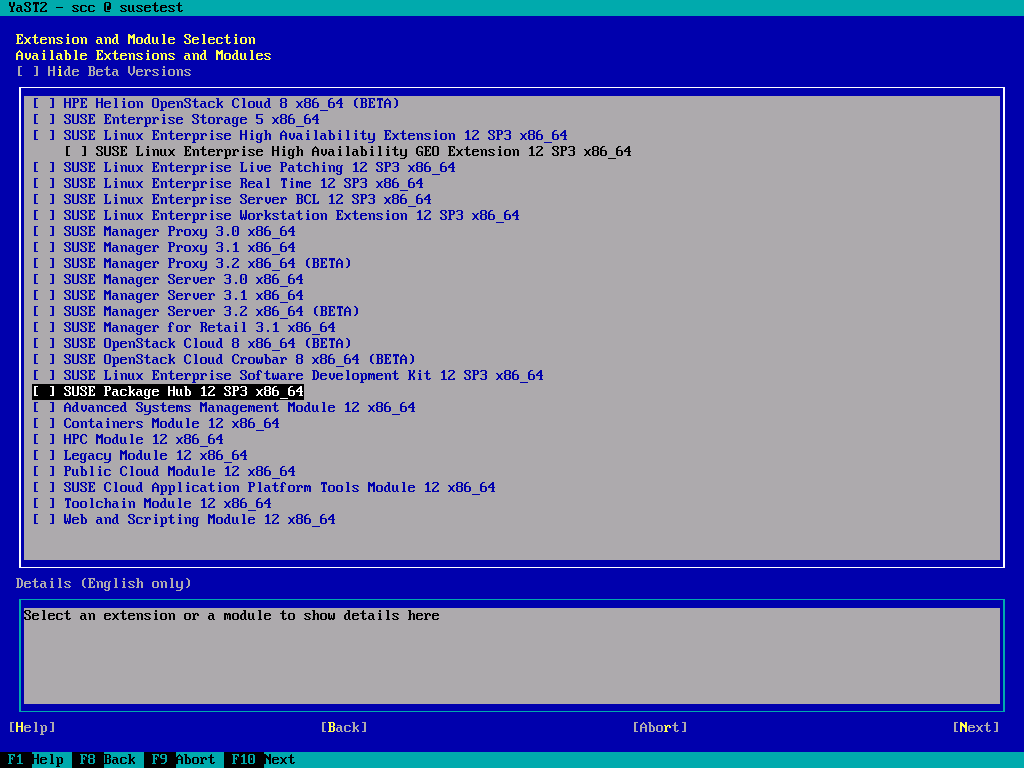 YaST2 - scc @ susetest
Extension and Module Selection
Available Extensions and Modules
[ ] Hide Beta Versions
[ ] HPE Helion OpenStack Cloud 8 x86_64 (BETA)
[ ] SUSE Enterprise Storage 5 x86_64
[ ] SUSE Linux Enterprise High Availability Extension 12 SP3 x86_64
[ ] SUSE Linux Enterprise High Availability GEO Extension 12 SP3 x86_64
[ ] SUSE Linux Enterprise Live Patching 12 SP3 x86_64
[ ] SUSE Linux Enterprise Real Time 12 SP3 x86_64
[ ] SUSE Linux Enterprise Server BCL 12 SP3 x86_64
[ ] SUSE Linux Enterprise Workstation Extension 12 SP3 x86_64
[ ] SUSE Manager Proxy 3.0 x86_64
[ ] SUSE Manager Proxy 3.1 x86_64
[ ] SUSE Manager Proxy 3.2 x86_64 (BETA)
[ ] SUSE Manager Server 3.0 x86_64
[ ] SUSE Manager Server 3.1 x86_64
[ ] SUSE Manager Server 3.2 x86_64 (BETA)
[ ] SUSE Manager for Retail 3.1 x86_64
[ ] SUSE OpenStack Cloud 8 x86_64 (BETA)
[ ] SUSE OpenStack Cloud Crowbar 8 x86_64 (BETA)
[ ] SUSE Linux Enterprise Software Development Kit 12 SP3 x86_64
[ ] SUSE Package Hub 12 SP3 x86_64
[ ] Advanced Systems Management Module 12 x86_64
[ ] Containers Module 12 x86_64
[ ] HPC Module 12 x86_64
[ ] Legacy Module 12 x86_64
[ ] Public Cloud Module 12 x86_64
[ ] SUSE Cloud Application Platform Tools Module 12 x86_64
[ ] Toolchain Module 12 x86_64
[ ] Web and Scripting Module 12 x86_64
Details (English only)
Select an extension or a module to show details here
[Help] [Back] [Abort] [Next]
F1 Help F8 Back F9 Abort F10 Next